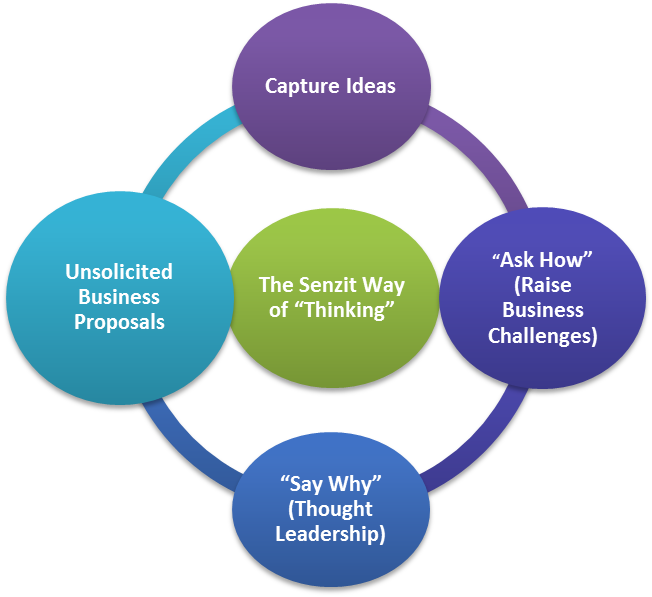 Capture Ideas
“Ask How”
(Raise
Business
Challenges)
The Senzit Way
of “Thinking”
Unsolicited
Business
Proposals
“Say Why”
(Thought
Leadership)